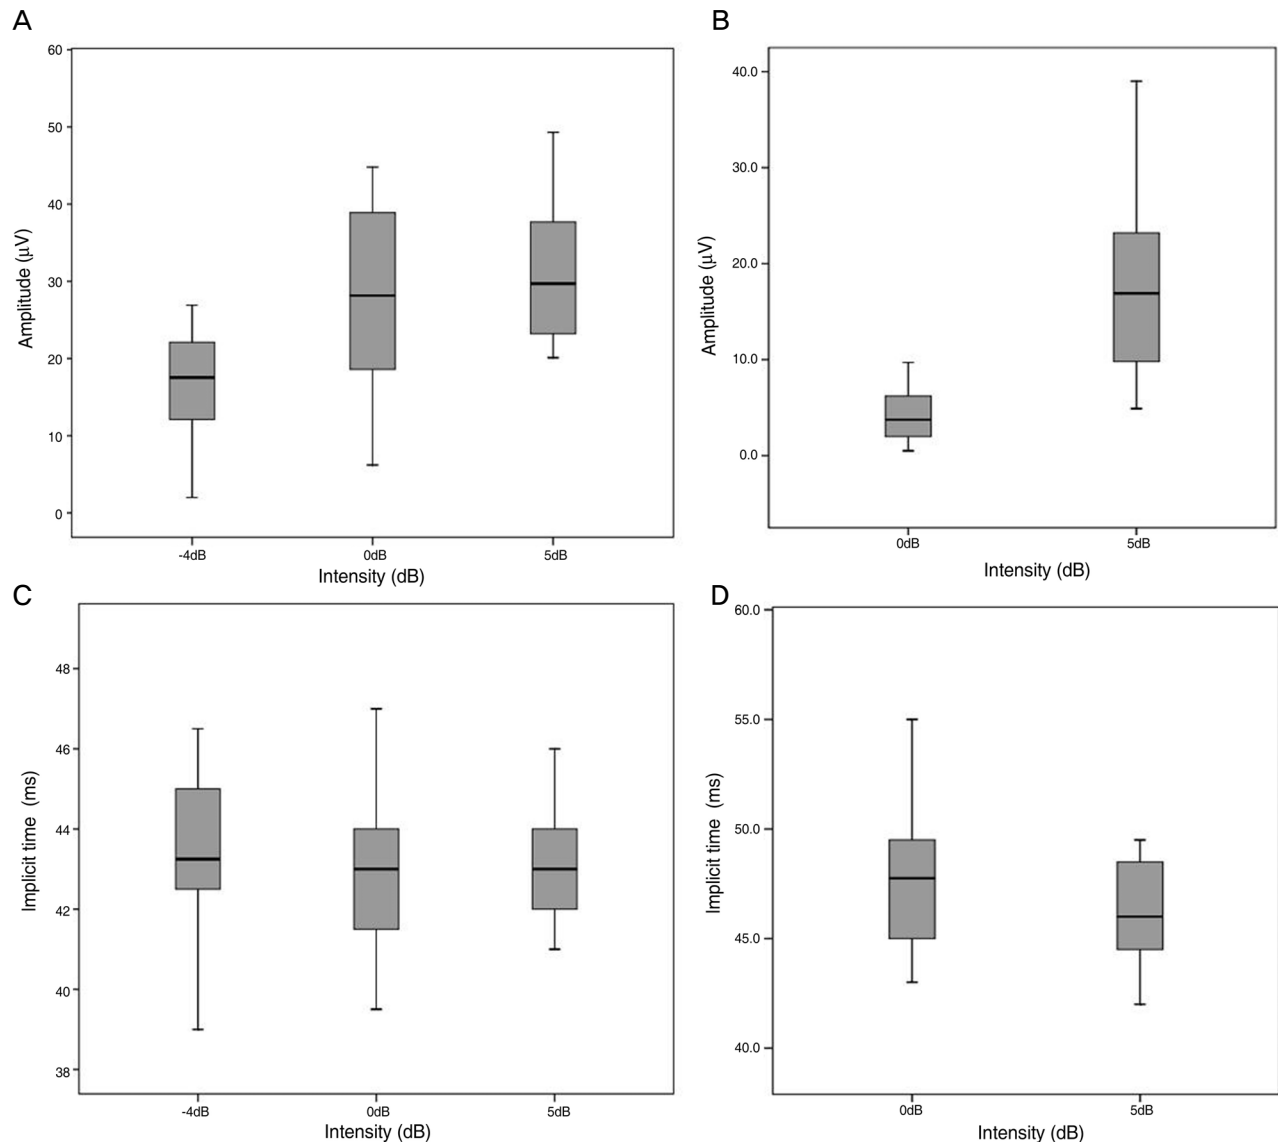 A
60
50
40
30
20
10
0
Amplitude (µV)
-4dB
0dB
5dB
Intensity (dB)
B
40.0
30.0
20.0
10.0
0.0
Amplitude (µV)
0dB
5dB
Intensity (dB)
C
48
46
44
42
40
38
Implicit time (ms)
-4dB
0dB
5dB
Intensity (dB)
D
60.0
55.0
50.0
45.0
40.0
Implicit time (ms)
0dB
5dB
Intensity (dB)